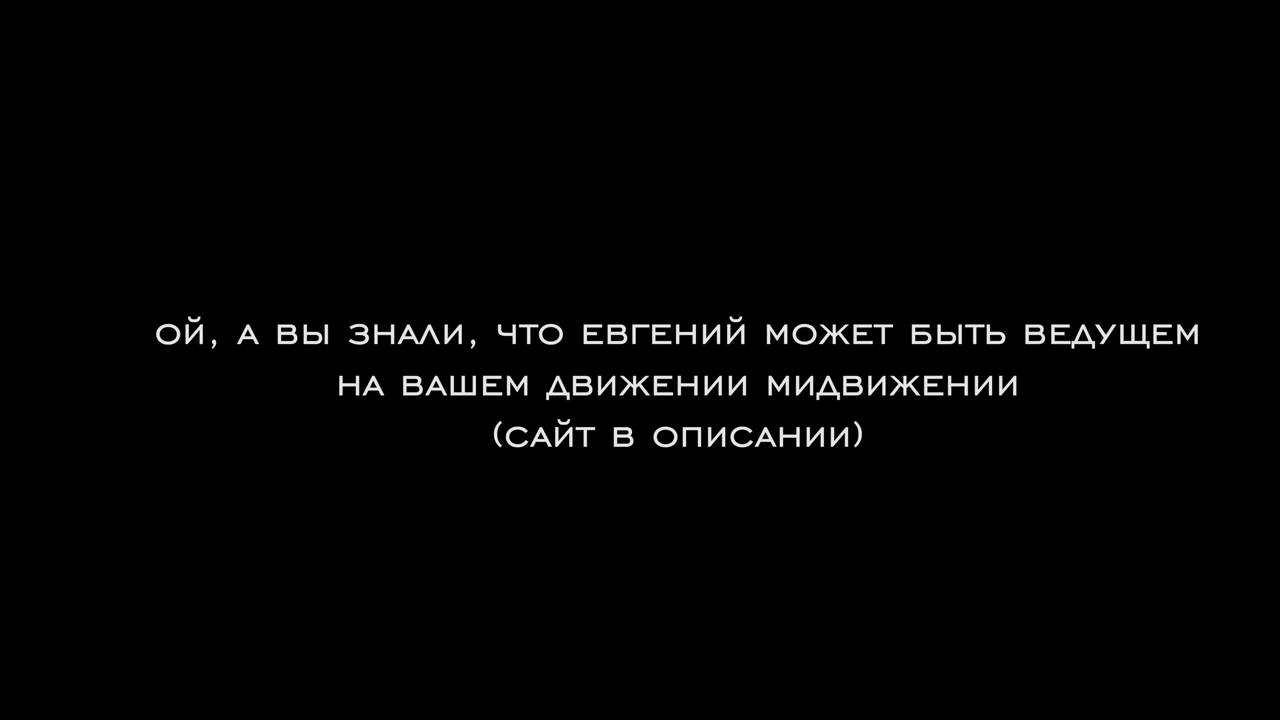 ОЙ, А ВЫ ЗНАЛИ, ЧТО ЕВГЕНИЙ МОЖЕТ БЫТЬ ВЕДУЩЕМ
НА ВАШЕМ ДВИЖЕНИИ МИДВИЖЕНИИ
(САЙТ В ОПИСАНИИ)